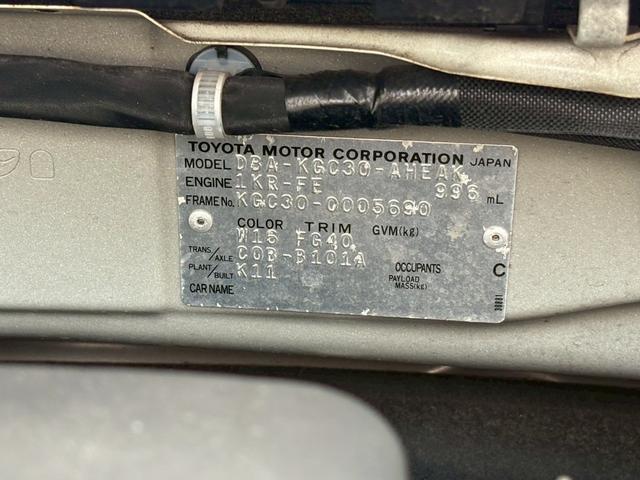 TOYOTA MOTOR CORPORATION JAPAN
MODEL DBA-KGC30-AHEAK
ENGINE 1KR-FE 996 mL
FRAME No. KGC30-0005690
COLOR TRIM GVM(kg)
W16 FG40
TRANS/AXLE C0B-B101A
PLANT/BUILT K11 OCCUPANTS C
PAYLOAD MASS(kg)
CAR NAME